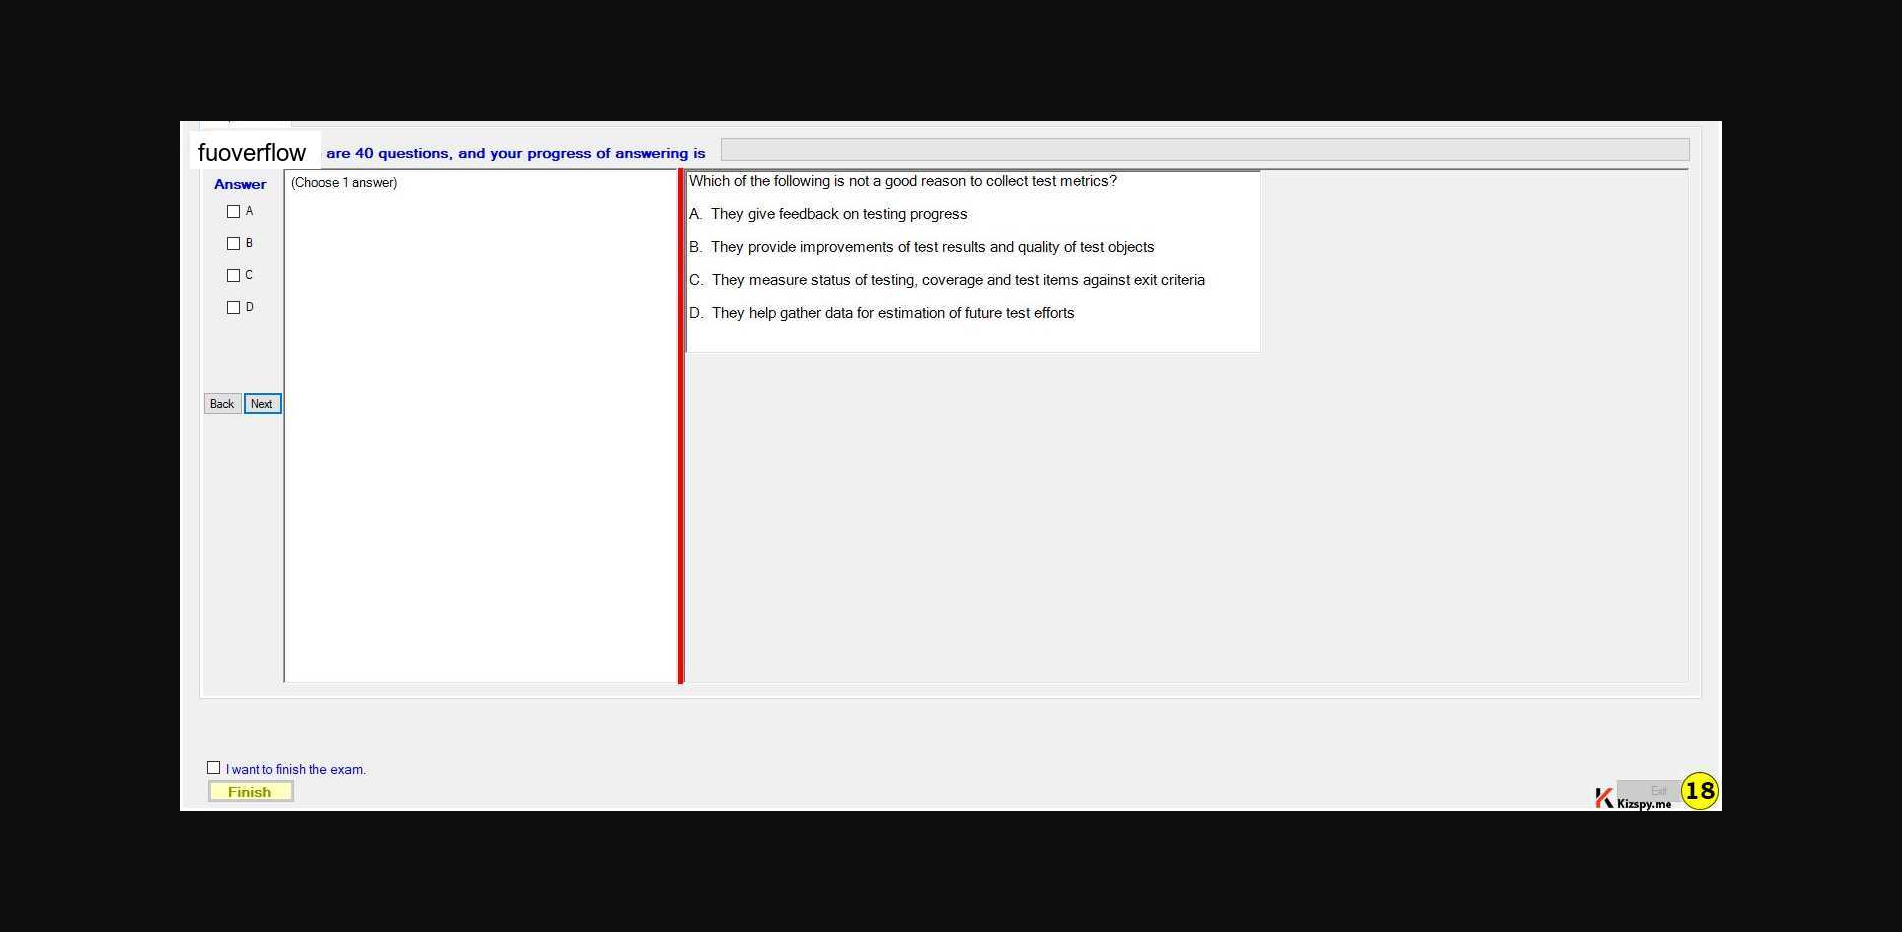 fuoverflow are 40 questions, and your progress of answering is
Answer
(Choose 1 answer)
A
B
C
D
Back Next
Which of the following is not a good reason to collect test metrics?
A. They give feedback on testing progress
B. They provide improvements of test results and quality of test objects
C. They measure status of testing, coverage and test items against exit criteria
D. They help gather data for estimation of future test efforts
I want to finish the exam.
Finish
Exit
Kizspy.me
18